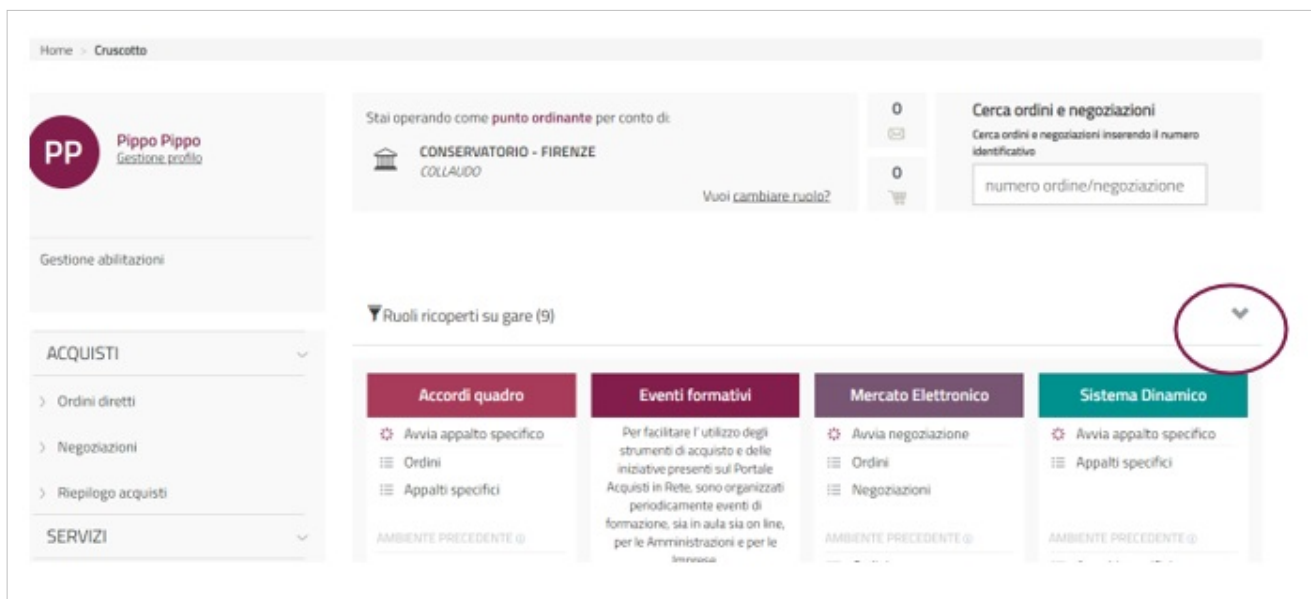 Home > Cruscotto
PP
Pippo Pippo
Gestione profilo
Gestione abilitazioni
ACQUISTI
> Ordini diretti
> Negoziazioni
> Riepilogo acquisti
SERVIZI
Stai operando come punto ordinante per conto di:
CONSERVATORIO - FIRENZE
COLLAUDO
Vuoi cambiare ruolo?
0
0
Cerca ordini e negoziazioni
Cerca ordini e negoziazioni inserendo il numero
identificativo
numero ordine/negoziazione
Ruoli ricoperti su gare (9)
Accordi quadro
Avvia appalto specifico
Ordini
Appalti specifici
AMBIENTE PRECEDENTE
Eventi formativi
Per facilitare l' utilizzo degli
strumenti di acquisto e delle
iniziative presenti sul Portale
Acquisti in Rete, sono organizzati
periodicamente eventi di
formazione, sia in aula sia on line,
per le Amministrazioni e per le
Imprese
Mercato Elettronico
Avvia negoziazione
Ordini
Negoziazioni
AMBIENTE PRECEDENTE
Sistema Dinamico
Avvia appalto specifico
Appalti specifici
AMBIENTE PRECEDENTE